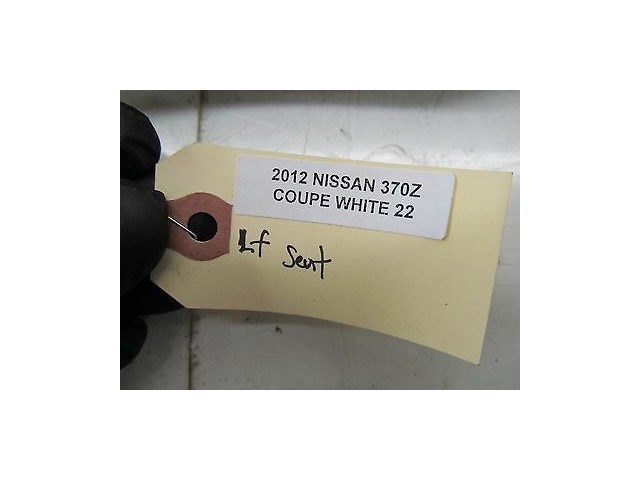 2012 NISSAN 370Z
COUPE WHITE 22
Lf Seat